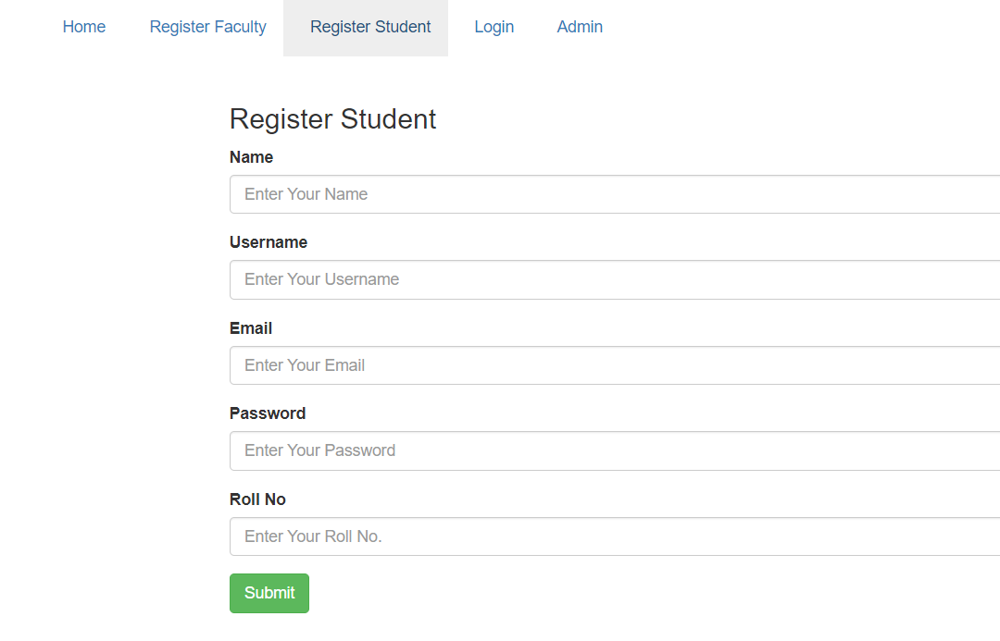 Home Register Faculty Register Student Login Admin
Register Student
Name
Enter Your Name
Username
Enter Your Username
Email
Enter Your Email
Password
Enter Your Password
Roll No
Enter Your Roll No.
Submit